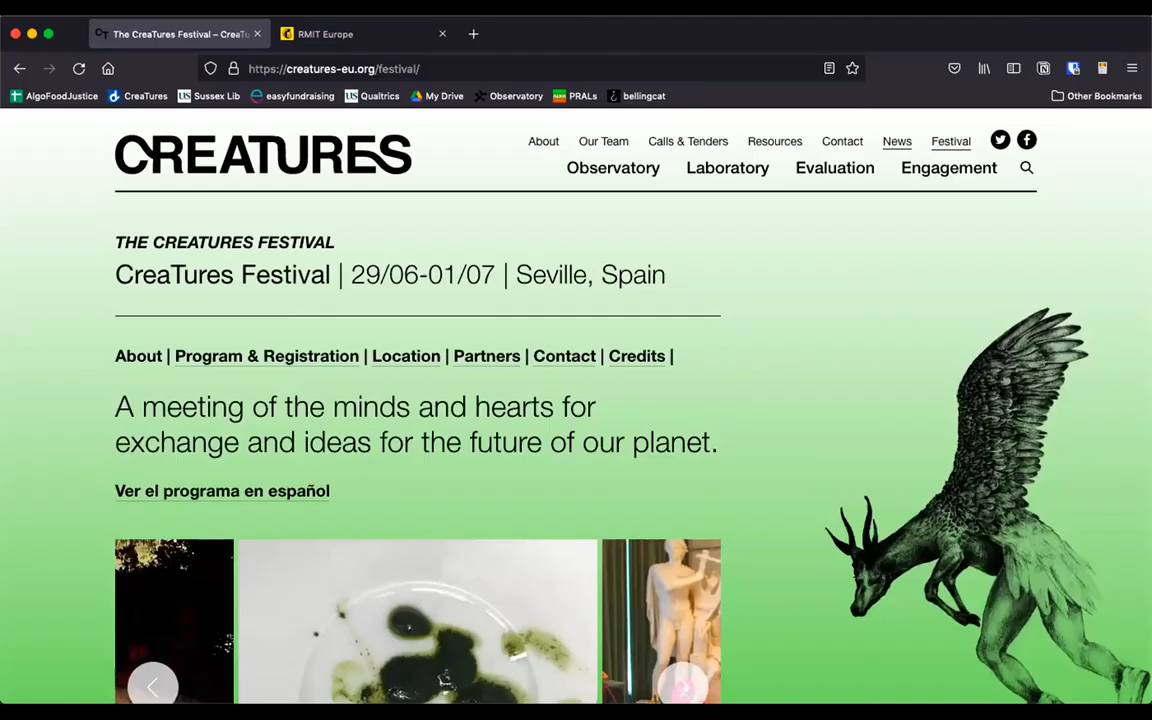 The CreaTures Festival – CreaTu
RMIT Europe
https://creatures-eu.org/festival/
AlgoFoodJustice CreaTures US Sussex Lib easyfundraising US Qualtrics My Drive Observatory PRALs bellingcat Other Bookmarks
CREATURES
About Our Team Calls & Tenders Resources Contact News Festival
Observatory Laboratory Evaluation Engagement
THE CREATURES FESTIVAL
CreaTures Festival | 29/06-01/07 | Seville, Spain
About | Program & Registration | Location | Partners | Contact | Credits |
A meeting of the minds and hearts for
exchange and ideas for the future of our planet.
Ver el programa en español